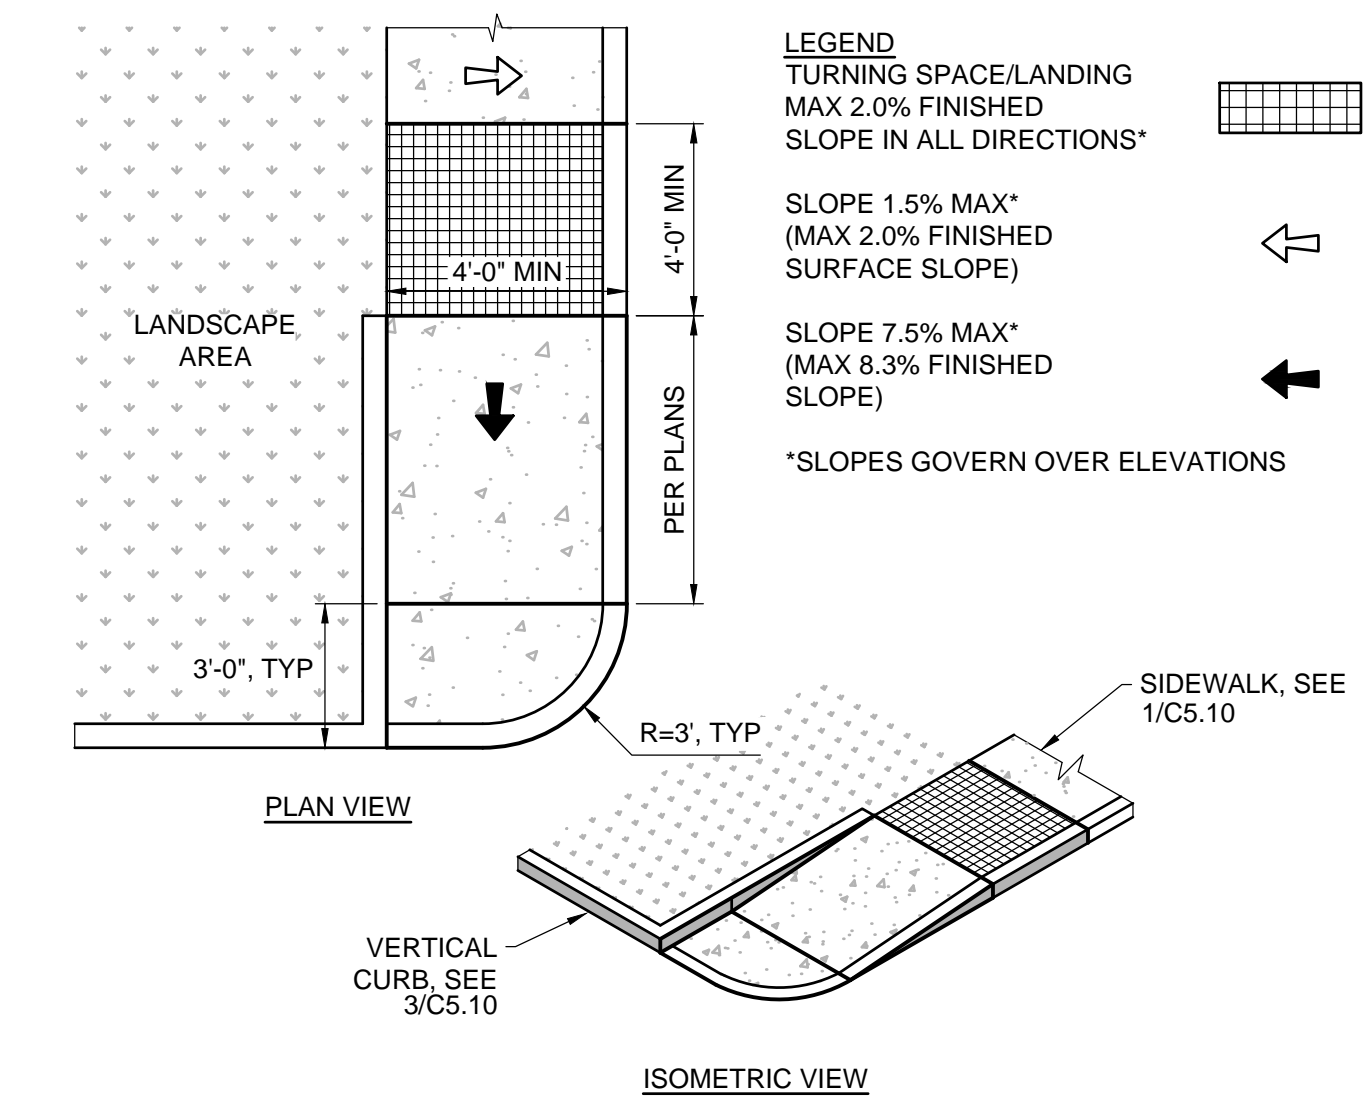 LEGEND
TURNING SPACE/LANDING
MAX 2.0% FINISHED
SLOPE IN ALL DIRECTIONS*
SLOPE 1.5% MAX*
(MAX 2.0% FINISHED
SURFACE SLOPE)
SLOPE 7.5% MAX*
(MAX 8.3% FINISHED
SLOPE)
*SLOPES GOVERN OVER ELEVATIONS
4'-0" MIN
4'-0" MIN
LANDSCAPE
AREA
PER PLANS
3'-0", TYP
R=3', TYP
PLAN VIEW
SIDEWALK, SEE
1/C5.10
VERTICAL
CURB, SEE
3/C5.10
ISOMETRIC VIEW